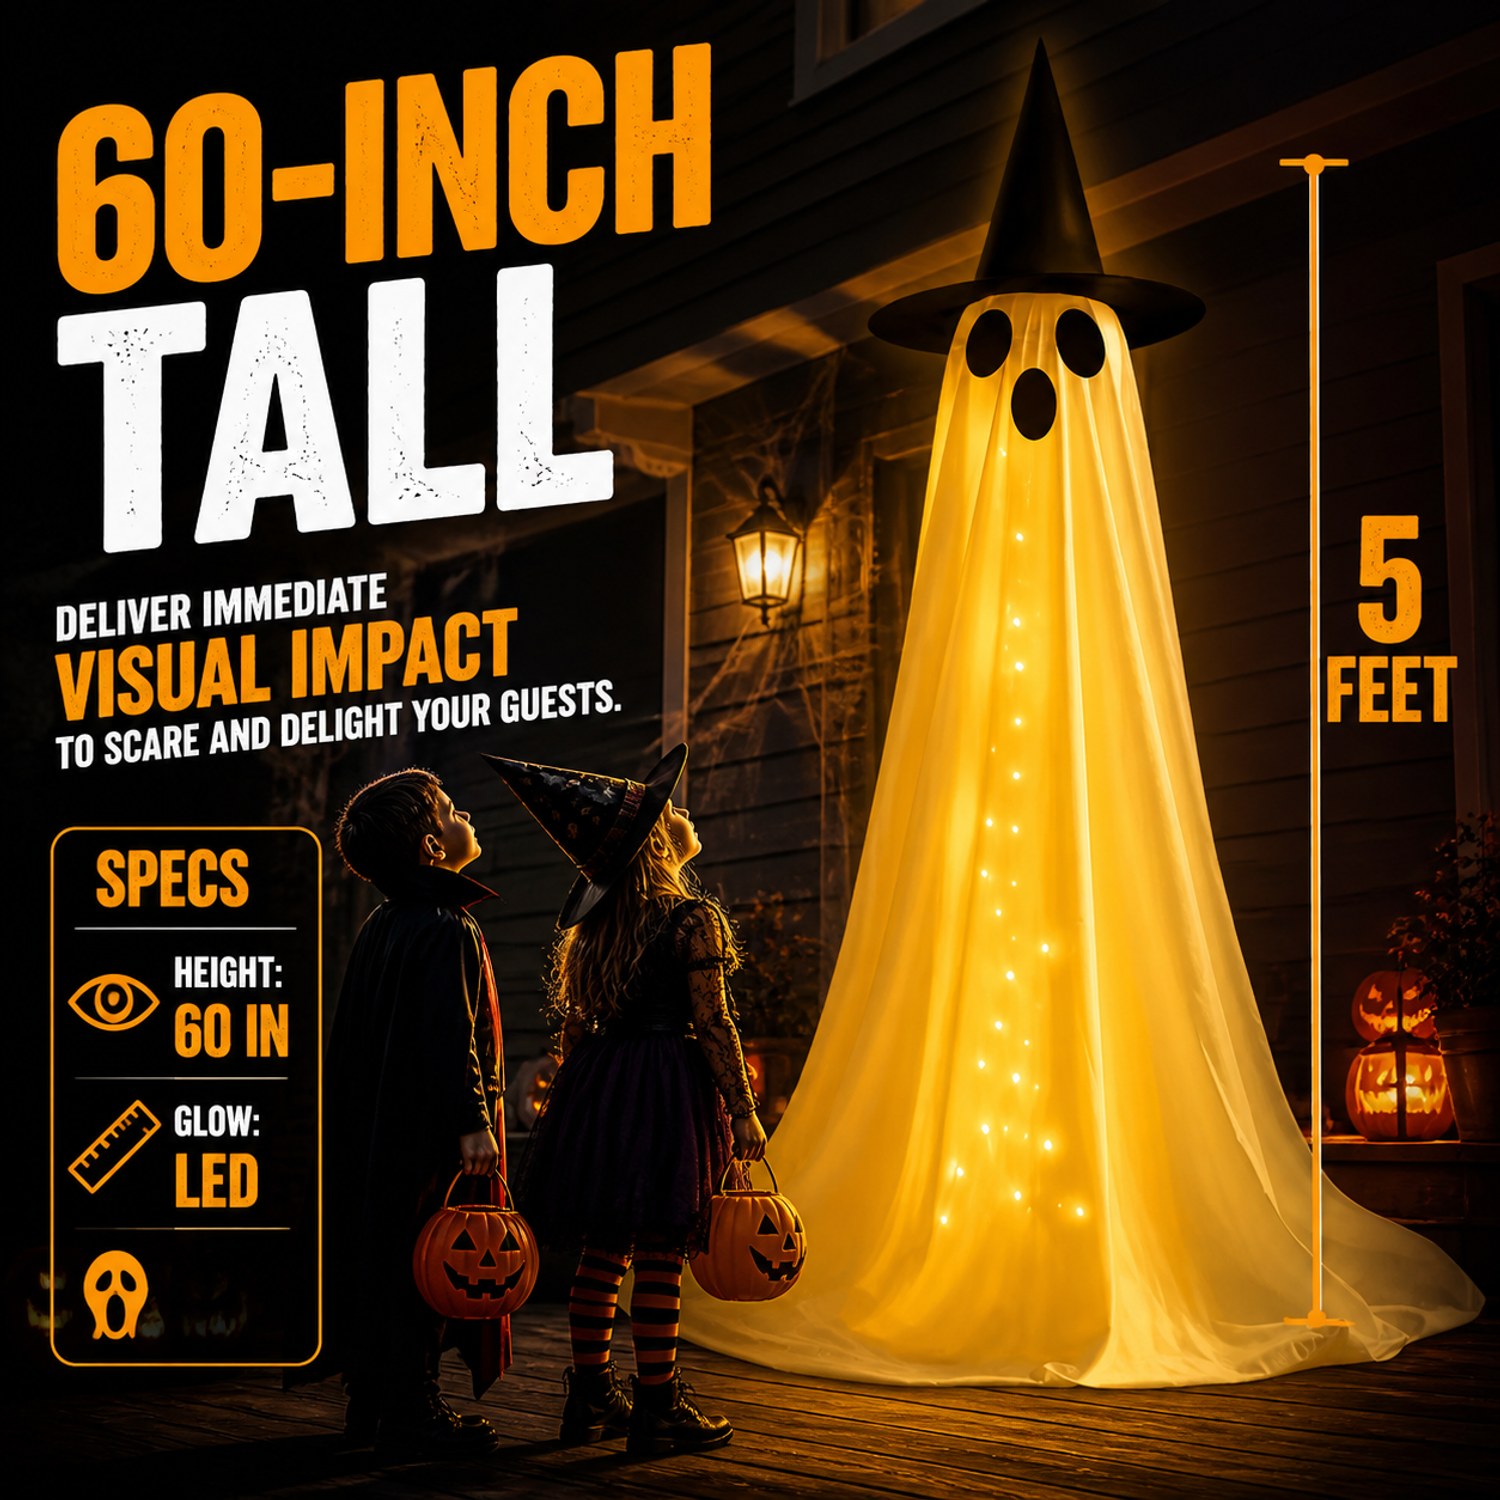 60-INCH
TALL
DELIVER IMMEDIATE
VISUAL IMPACT
TO SCARE AND DELIGHT YOUR GUESTS.
SPECS
HEIGHT:
60 IN
GLOW:
LED
5
FEET